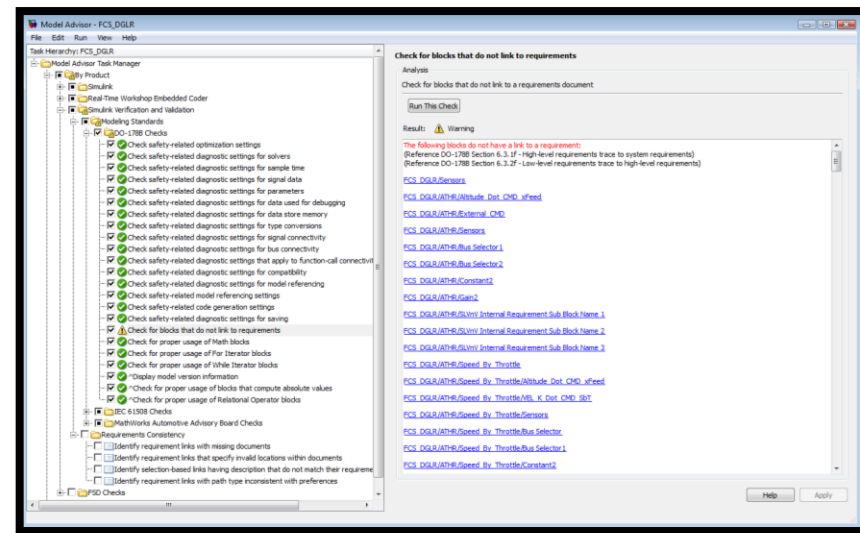 Model Advisor - FCS_DGLR
File Edit Run View Help
Task Hierarchy: FCS_DGLR
Model Advisor Task Manager
By Product
Simulink
Real-Time Workshop Embedded Coder
Simulink Verification and Validation
Modeling Standards
DO-178B Checks
Check safety-related optimization settings
Check safety-related diagnostic settings for solvers
Check safety-related diagnostic settings for sample time
Check safety-related diagnostic settings for signal data
Check safety-related diagnostic settings for parameters
Check safety-related diagnostic settings for data used for debugging
Check safety-related diagnostic settings for data store memory
Check safety-related diagnostic settings for type conversions
Check safety-related diagnostic settings for signal connectivity
Check safety-related diagnostic settings for bus connectivity
Check safety-related diagnostic settings that apply to function-call connectivit
Check safety-related diagnostic settings for compatibility
Check safety-related diagnostic settings for model referencing
Check safety-related model referencing settings
Check safety-related code generation settings
Check safety-related diagnostic settings for saving
Check for blocks that do not link to requirements
Check for proper usage of Math blocks
Check for proper usage of For Iterator blocks
Check for proper usage of While Iterator blocks
^Display model version information
^Check for proper usage of blocks that compute absolute values
^Check for proper usage of Relational Operator blocks
IEC 61508 Checks
MathWorks Automotive Advisory Board Checks
Requirements Consistency
Identify requirement links with missing documents
Identify requirement links that specify invalid locations within documents
Identify selection-based links having description that do not match their requireme
Identify requirement links with path type inconsistent with preferences
FSD Checks
Check for blocks that do not link to requirements
Analysis
Check for blocks that do not link to a requirements document
Run This Check
Result: Warning
The following blocks do not have a link to a requirement:
(Reference DO-178B Section 6.3.1f - High-level requirements trace to system requirements)
(Reference DO-178B Section 6.3.2f - Low-level requirements trace to high-level requirements)
FCS_DGLR/Sensors
FCS_DGLR/ATHR/Altitude_Dot_CMD_xFeed
FCS_DGLR/ATHR/External_CMD
FCS_DGLR/ATHR/Sensors
FCS_DGLR/ATHR/Bus Selector1
FCS_DGLR/ATHR/Bus Selector2
FCS_DGLR/ATHR/Constant2
FCS_DGLR/ATHR/Gain2
FCS_DGLR/ATHR/SLVnV Internal Requirement Sub Block Name 1
FCS_DGLR/ATHR/SLVnV Internal Requirement Sub Block Name 2
FCS_DGLR/ATHR/SLVnV Internal Requirement Sub Block Name 3
FCS_DGLR/ATHR/Speed_By_Throttle
FCS_DGLR/ATHR/Speed_By_Throttle/Altitude_Dot_CMD_xFeed
FCS_DGLR/ATHR/Speed_By_Throttle/VEL_K_Dot_CMD_SbT
FCS_DGLR/ATHR/Speed_By_Throttle/Sensors
FCS_DGLR/ATHR/Speed_By_Throttle/Bus Selector
FCS_DGLR/ATHR/Speed_By_Throttle/Bus Selector1
FCS_DGLR/ATHR/Speed_By_Throttle/Constant2
Help Apply